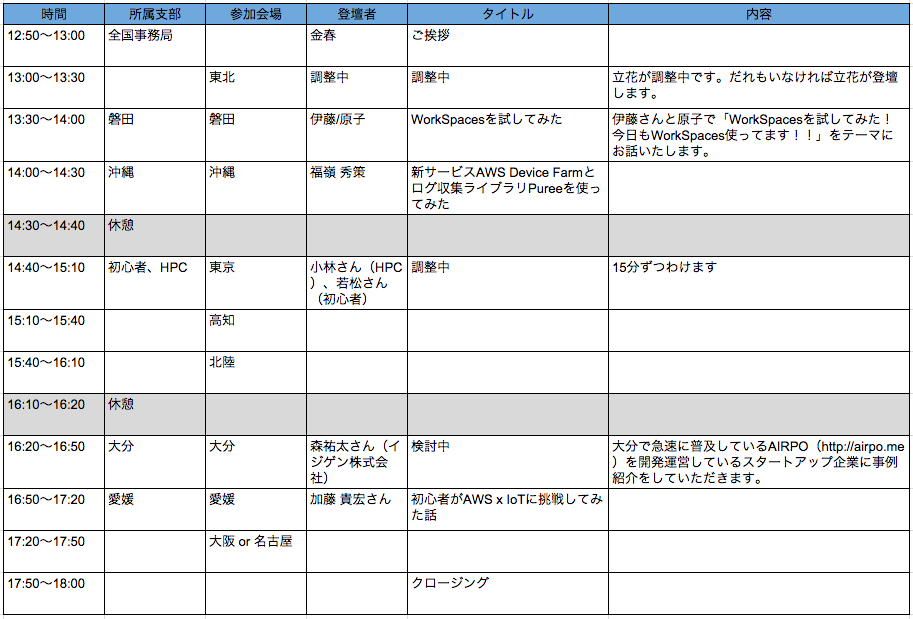 時間 所属支部 参加会場 登壇者 タイトル 内容
12:50〜13:00 全国事務局 金春 ご挨拶
13:00〜13:30 東北 調整中 調整中 立花が調整中です。だれもいなければ立花が登壇
します。
13:30〜14:00 磐田 磐田 伊藤/原子 WorkSpacesを試してみた 伊藤さんと原子で「WorkSpacesを試してみた！
今日もWorkSpaces使ってます！！」をテーマに
お話いたします。
14:00〜14:30 沖縄 沖縄 福嶺 秀策 新サービスAWS Device Farmと
ログ収集ライブラリPureeを使っ
てみた
14:30〜14:40 休憩
14:40〜15:10 初心者、HPC 東京 小林さん（HPC 調整中 15分ずつわけます
）、若松さん
（初心者）
15:10〜15:40 高知
15:40〜16:10 北陸
16:10〜16:20 休憩
16:20〜16:50 大分 大分 森祐太さん（イ 検討中 大分で急速に普及しているAIRPO（http://airpo.me
ジゲン株式会 ）を開発運営しているスタートアップ企業に事例
社） 紹介をしていただきます。
16:50〜17:20 愛媛 愛媛 加藤 貴宏さん 初心者がAWS x IoTに挑戦してみ
た話
17:20〜17:50 大阪 or 名古屋
17:50〜18:00 クロージング